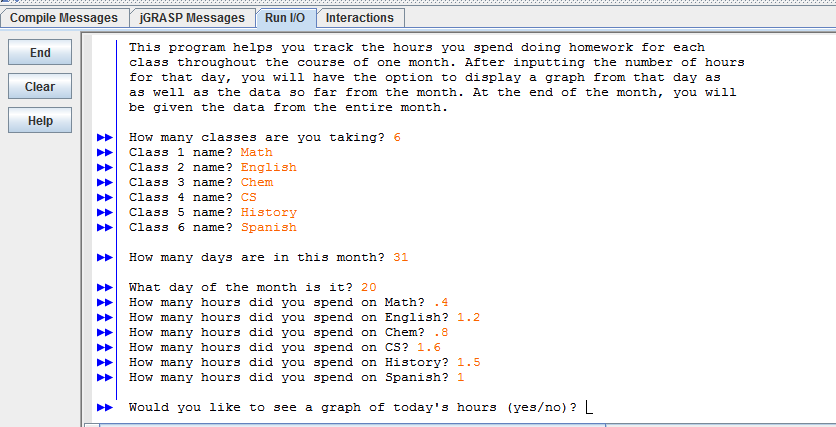 Compile Messages jGRASP Messages Run I/O Interactions
End
Clear
Help
This program helps you track the hours you spend doing homework for each
class throughout the course of one month. After inputting the number of hours
for that day, you will have the option to display a graph from that day as
as well as the data so far from the month. At the end of the month, you will
be given the data from the entire month.
How many classes are you taking? 6
Class 1 name? Math
Class 2 name? English
Class 3 name? Chem
Class 4 name? CS
Class 5 name? History
Class 6 name? Spanish
How many days are in this month? 31
What day of the month is it? 20
How many hours did you spend on Math? .4
How many hours did you spend on English? 1.2
How many hours did you spend on Chem? .8
How many hours did you spend on CS? 1.6
How many hours did you spend on History? 1.5
How many hours did you spend on Spanish? 1
Would you like to see a graph of today's hours (yes/no)?